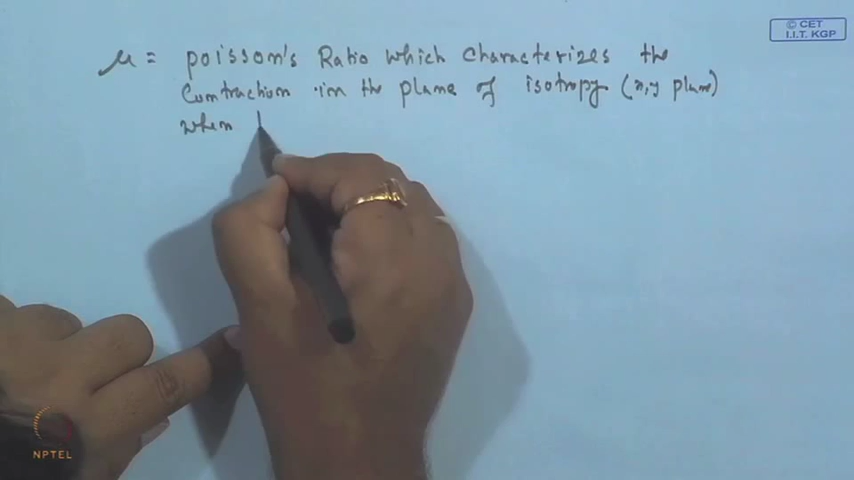 © CET
I.I.T. KGP
μ = poisson's Ratio which characterizes the
Contraction in the plane of isotropy (x,y plane)
when
NPTEL